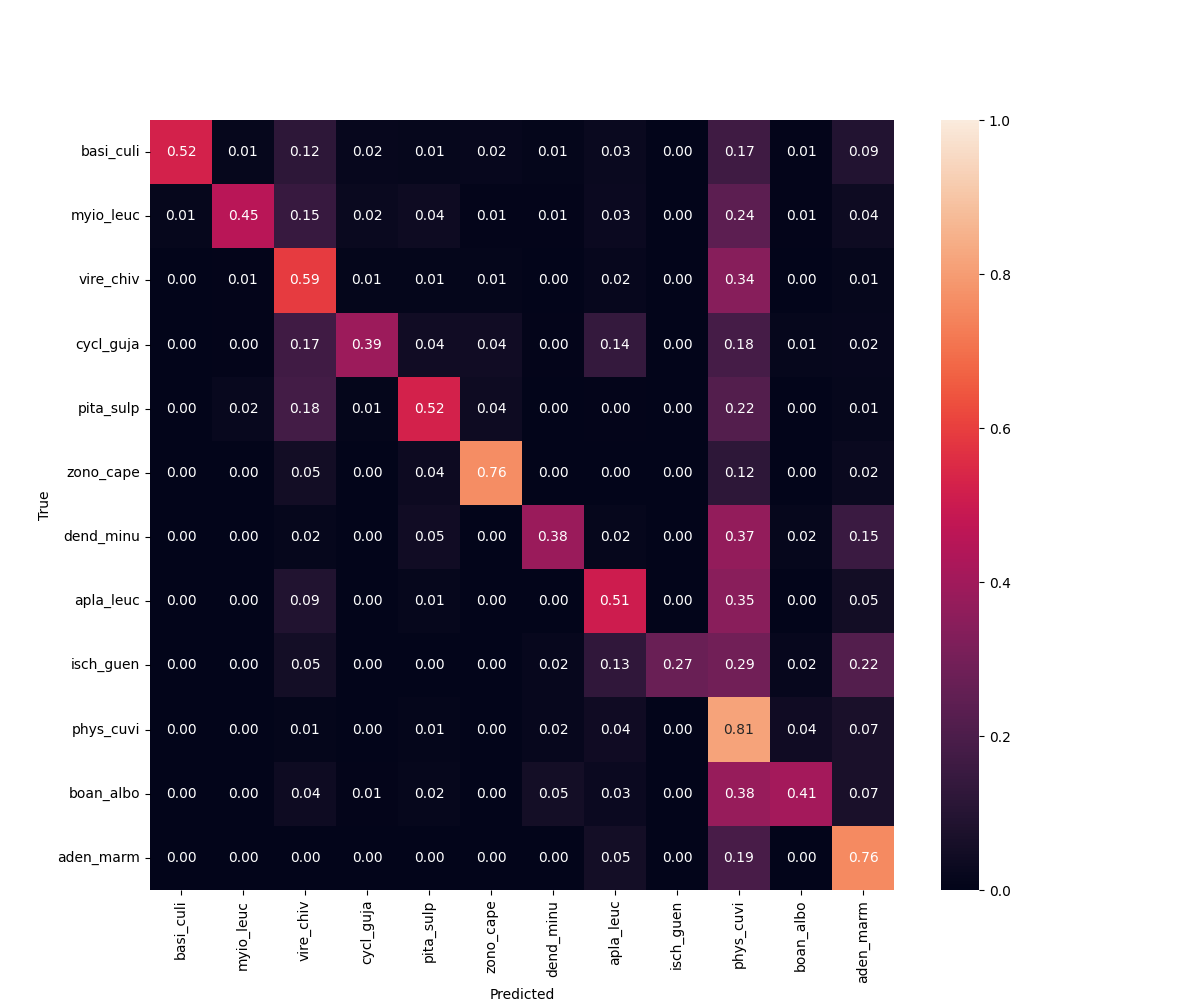 basi_culi 0.52 0.01 0.12 0.02 0.01 0.02 0.01 0.03 0.00 0.17 0.01 0.09
myio_leuc 0.01 0.45 0.15 0.02 0.04 0.01 0.01 0.03 0.00 0.24 0.01 0.04
vire_chiv 0.00 0.01 0.59 0.01 0.01 0.01 0.00 0.02 0.00 0.34 0.00 0.01
cycl_guja 0.00 0.00 0.17 0.39 0.04 0.04 0.00 0.14 0.00 0.18 0.01 0.02
pita_sulp 0.00 0.02 0.18 0.01 0.52 0.04 0.00 0.00 0.00 0.22 0.00 0.01
zono_cape 0.00 0.00 0.05 0.00 0.04 0.76 0.00 0.00 0.00 0.12 0.00 0.02
dend_minu 0.00 0.00 0.02 0.00 0.05 0.00 0.38 0.02 0.00 0.37 0.02 0.15
apla_leuc 0.00 0.00 0.09 0.00 0.01 0.00 0.00 0.51 0.00 0.35 0.00 0.05
isch_guen 0.00 0.00 0.05 0.00 0.00 0.00 0.02 0.13 0.27 0.29 0.02 0.22
phys_cuvi 0.00 0.00 0.01 0.00 0.01 0.00 0.02 0.04 0.00 0.81 0.04 0.07
boan_albo 0.00 0.00 0.04 0.01 0.02 0.00 0.05 0.03 0.00 0.38 0.41 0.07
aden_marm 0.00 0.00 0.00 0.00 0.00 0.00 0.00 0.05 0.00 0.19 0.00 0.76
basi_culi myio_leuc vire_chiv cycl_guja pita_sulp zono_cape dend_minu apla_leuc isch_guen phys_cuvi boan_albo aden_marm
Predicted
True
1.0
0.8
0.6
0.4
0.2
0.0